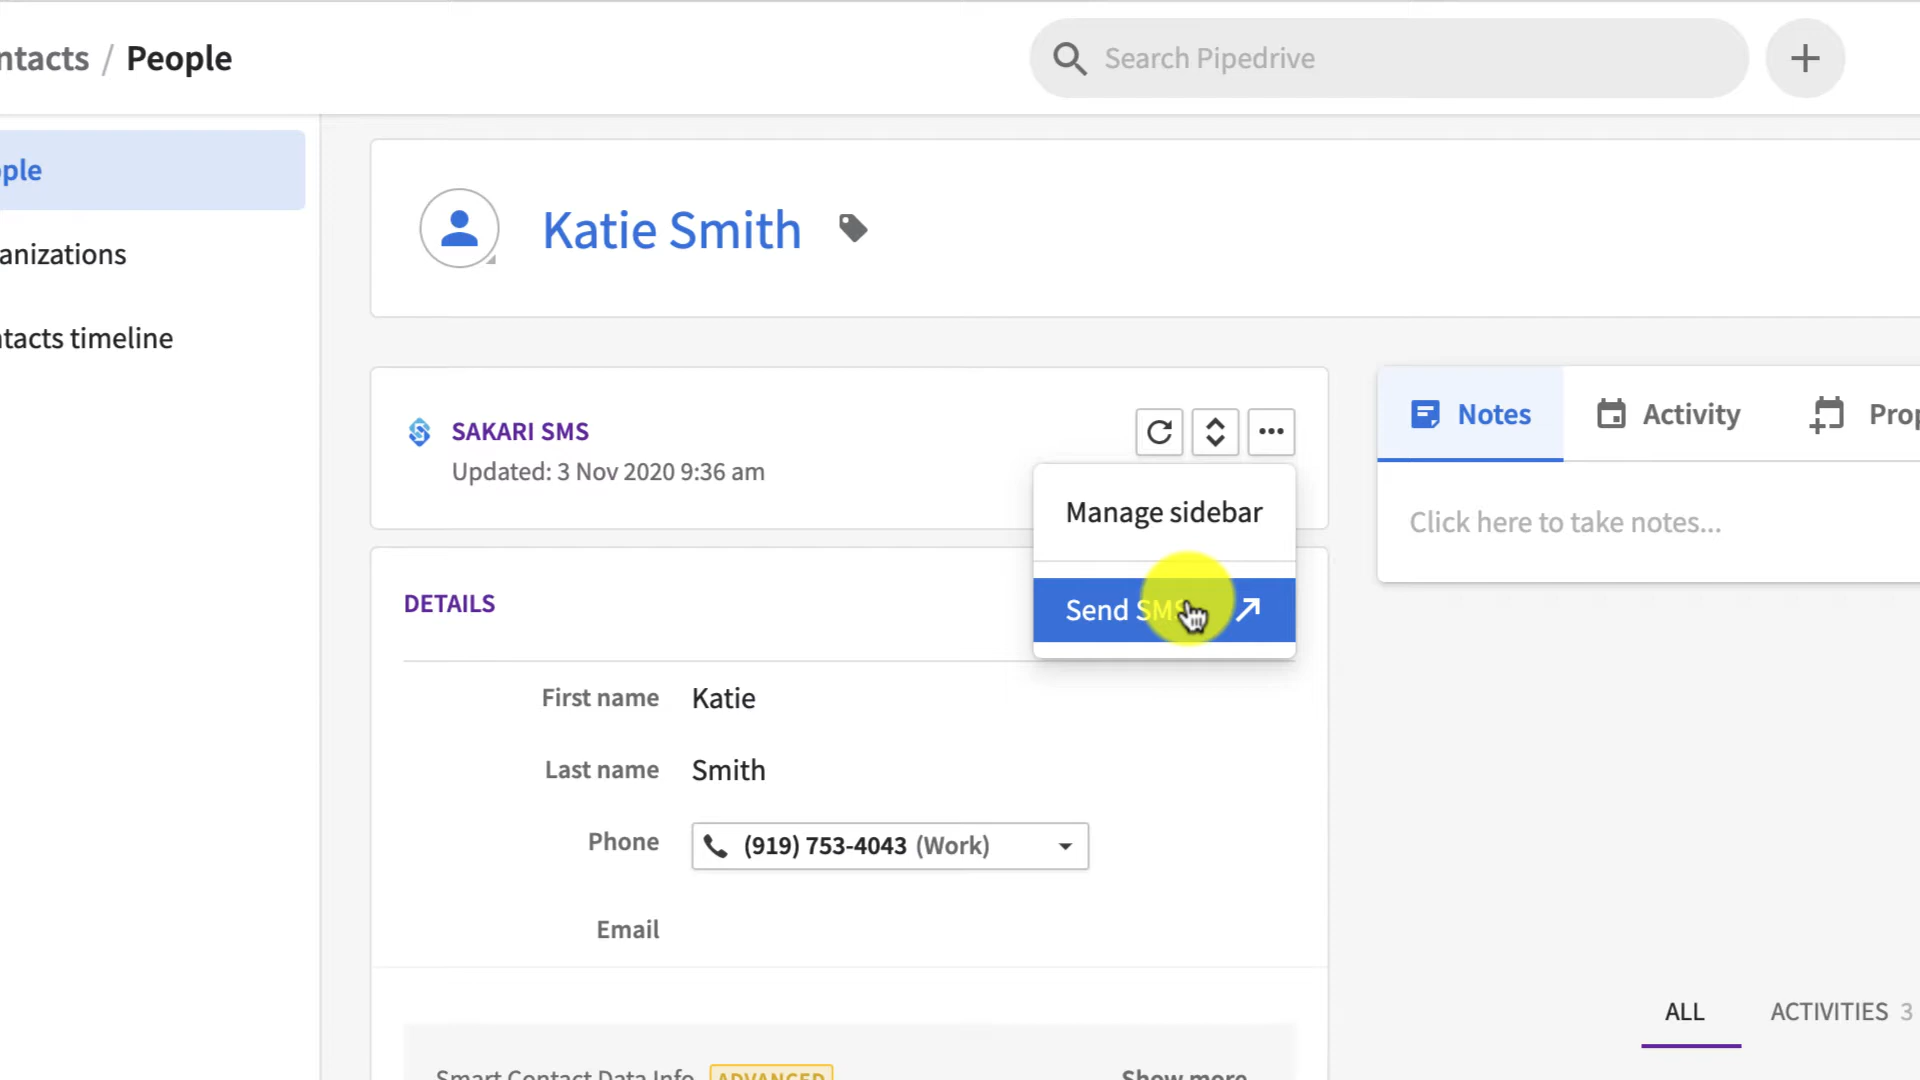 ntacts / People
Search Pipedrive
ople
anizations
ntacts timeline
Katie Smith
SAKARI SMS
Updated: 3 Nov 2020 9:36 am
Manage sidebar
Send SMS
Notes
Activity
Prop
Click here to take notes...
DETAILS
First name Katie
Last name Smith
Phone (919) 753-4043 (Work)
Email
ALL
ACTIVITIES 3
Smart Contact Data Info ADVANCED Show more